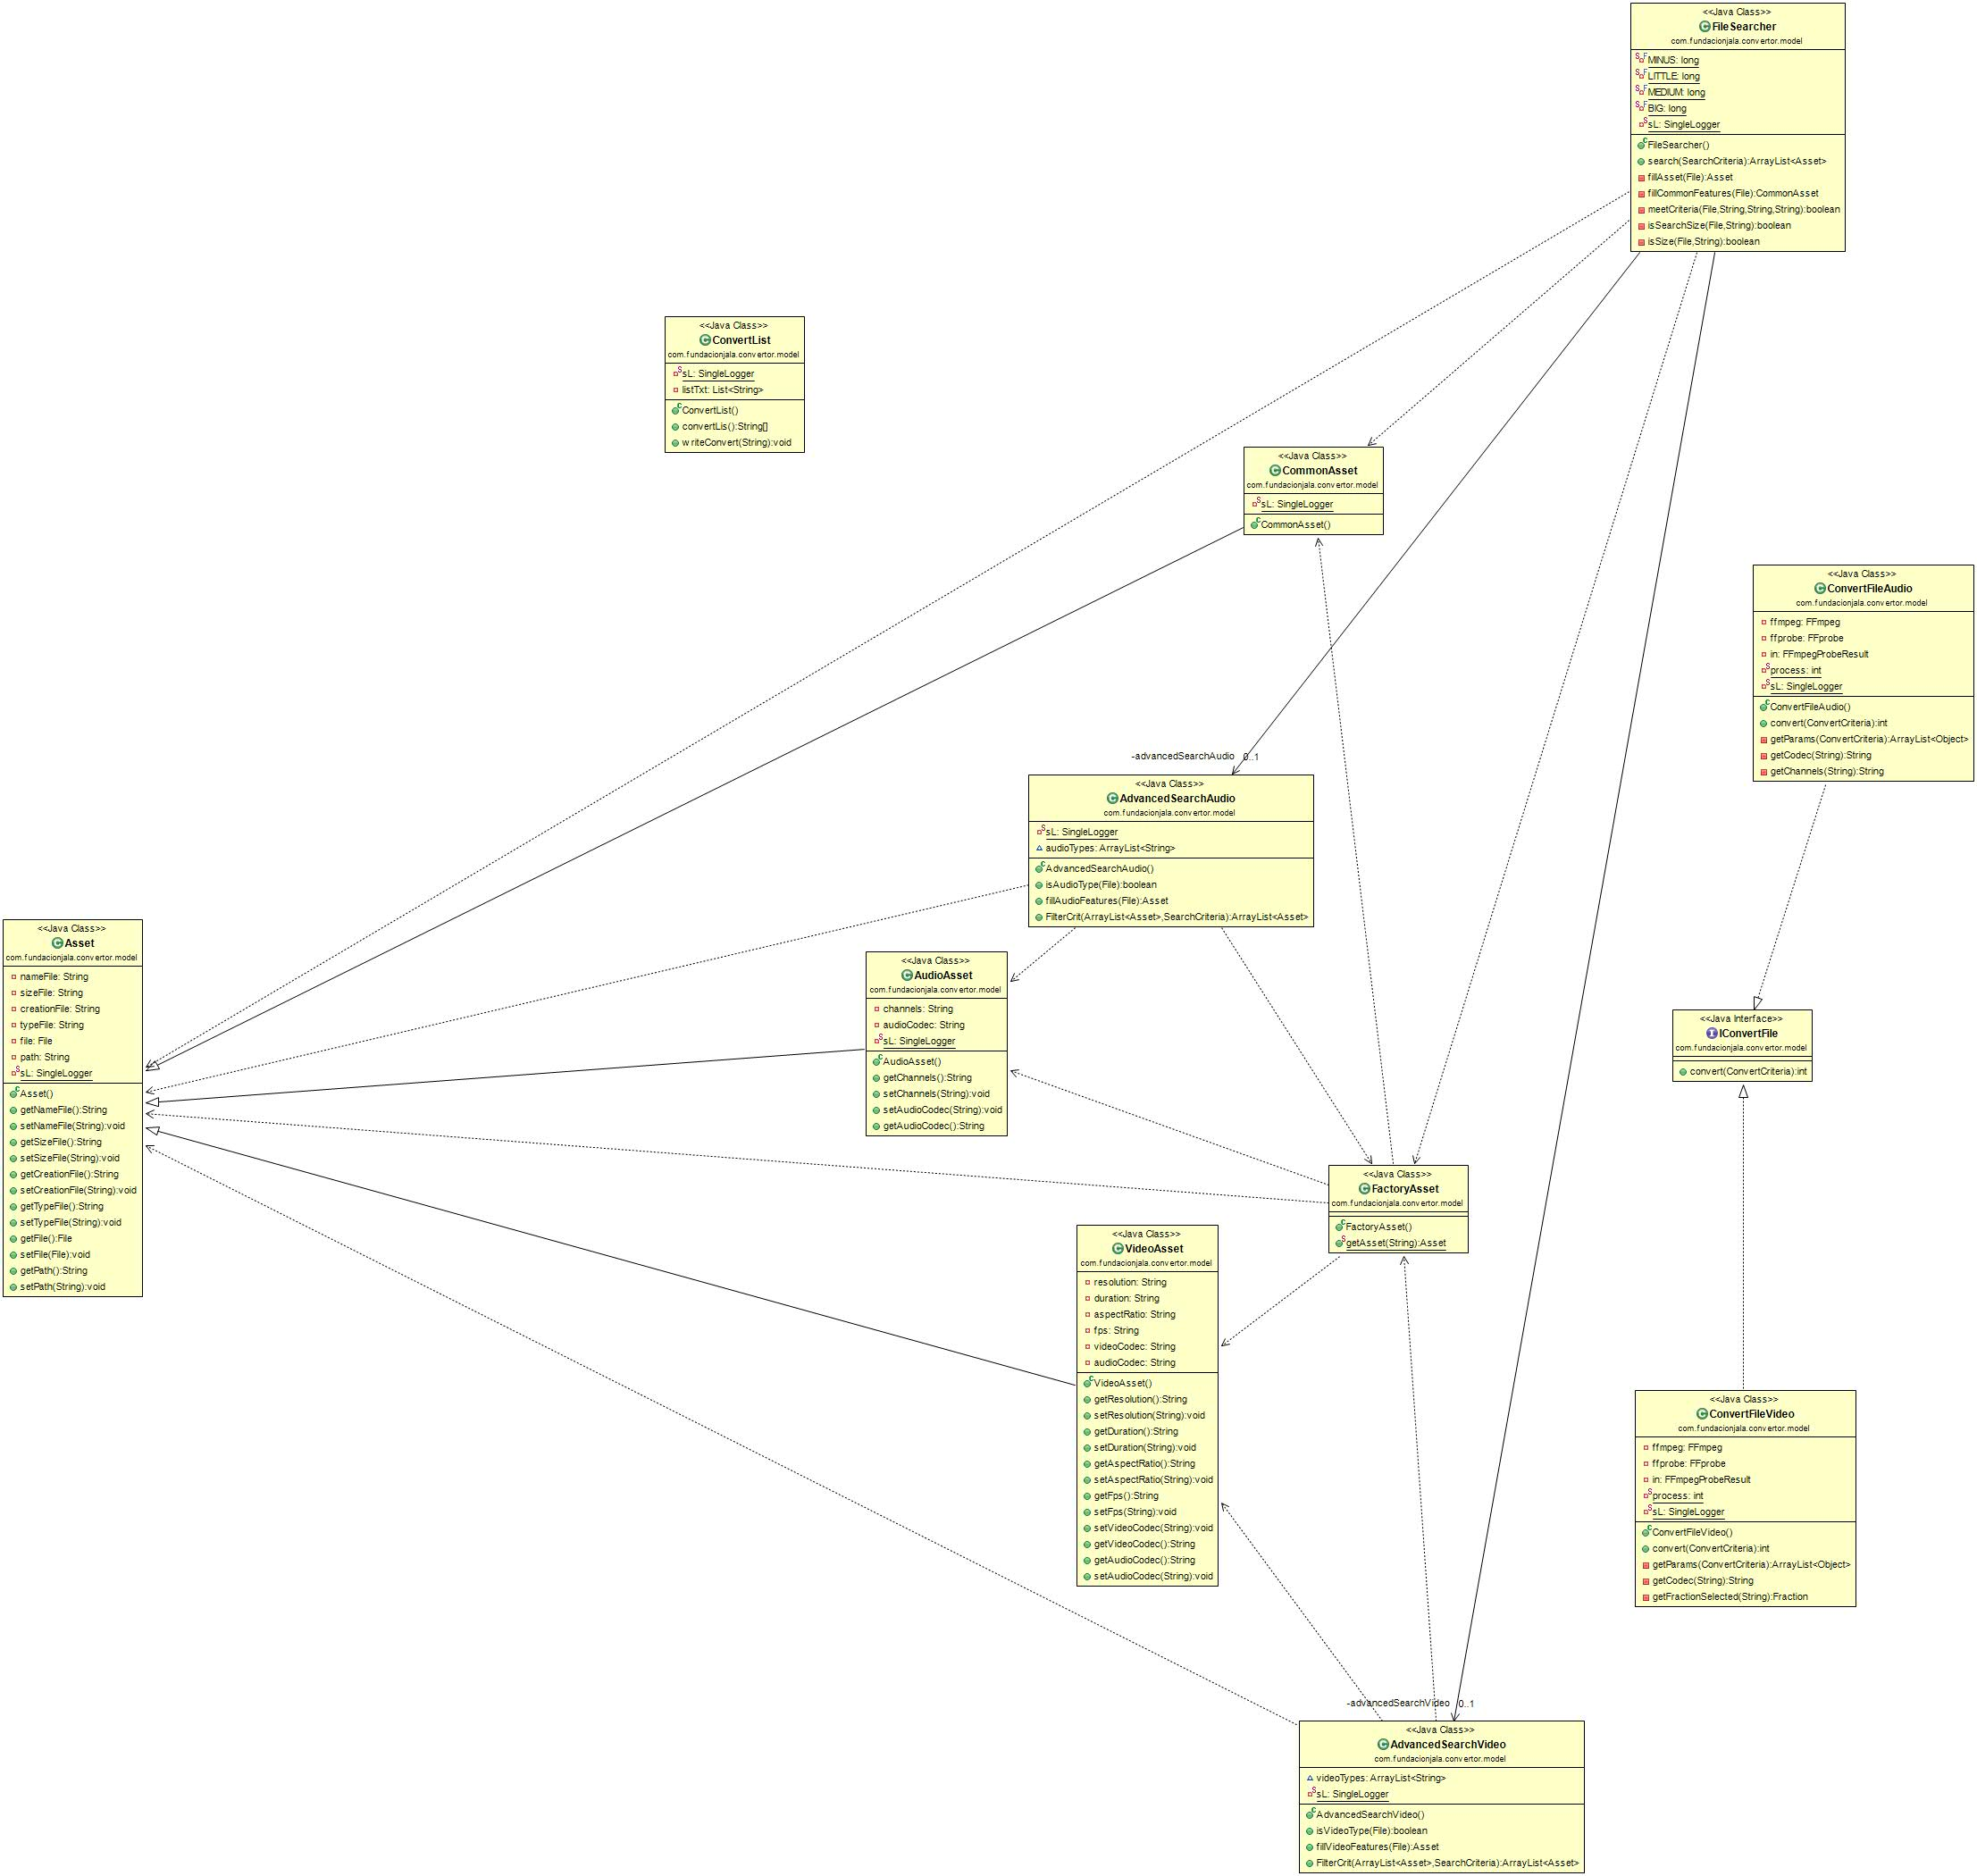 <<Java Class>>
FileSearcher
com.fundacionjala.convertor.model
MINUS: long
LITTLE: long
MEDIUM: long
BIG: long
sL: SingleLogger
FileSearcher()
search(SearchCriteria):ArrayList<Asset>
fillAsset(File):Asset
fillCommonFeatures(File):CommonAsset
meetCriteria(File,String,String,String):boolean
isSearchSize(File,String):boolean
isSize(File,String):boolean
<<Java Class>>
ConvertList
com.fundacionjala.convertor.model
sL: SingleLogger
listTxt: List<String>
ConvertList()
convertLis():String[]
writeConvert(String):void
<<Java Class>>
CommonAsset
com.fundacionjala.convertor.model
sL: SingleLogger
CommonAsset()
<<Java Class>>
ConvertFileAudio
com.fundacionjala.convertor.model
ffmpeg: FFmpeg
ffprobe: FFprobe
in: FFmpegProbeResult
process: int
sL: SingleLogger
ConvertFileAudio()
convert(ConvertCriteria):int
getParams(ConvertCriteria):ArrayList<Object>
getCodec(String):String
getChannels(String):String
-advancedSearchAudio 0..1
<<Java Class>>
AdvancedSearchAudio
com.fundacionjala.convertor.model
sL: SingleLogger
audioTypes: ArrayList<String>
AdvancedSearchAudio()
isAudioType(File):boolean
fillAudioFeatures(File):Asset
FilterCrit(ArrayList<Asset>,SearchCriteria):ArrayList<Asset>
<<Java Class>>
Asset
com.fundacionjala.convertor.model
nameFile: String
sizeFile: String
creationFile: String
typeFile: String
file: File
path: String
sL: SingleLogger
Asset()
getNameFile():String
setNameFile(String):void
getSizeFile():String
setSizeFile(String):void
getCreationFile():String
setCreationFile(String):void
getTypeFile():String
setTypeFile(String):void
getFile():File
setFile(File):void
getPath():String
setPath(String):void
<<Java Class>>
AudioAsset
com.fundacionjala.convertor.model
channels: String
audioCodec: String
sL: SingleLogger
AudioAsset()
getChannels():String
setChannels(String):void
setAudioCodec(String):void
getAudioCodec():String
<<Java Interface>>
IConvertFile
com.fundacionjala.convertor.model
convert(ConvertCriteria):int
<<Java Class>>
FactoryAsset
com.fundacionjala.convertor.model
FactoryAsset()
getAsset(String):Asset
<<Java Class>>
VideoAsset
com.fundacionjala.convertor.model
resolution: String
duration: String
aspectRatio: String
fps: String
videoCodec: String
audioCodec: String
VideoAsset()
getResolution():String
setResolution(String):void
getDuration():String
setDuration(String):void
getAspectRatio():String
setAspectRatio(String):void
getFps():String
setFps(String):void
setVideoCodec(String):void
getVideoCodec():String
getAudioCodec():String
setAudioCodec(String):void
<<Java Class>>
ConvertFileVideo
com.fundacionjala.convertor.model
ffmpeg: FFmpeg
ffprobe: FFprobe
in: FFmpegProbeResult
process: int
sL: SingleLogger
ConvertFileVideo()
convert(ConvertCriteria):int
getParams(ConvertCriteria):ArrayList<Object>
getCodec(String):String
getFractionSelected(String):Fraction
-advancedSearchVideo 0..1
<<Java Class>>
AdvancedSearchVideo
com.fundacionjala.convertor.model
videoTypes: ArrayList<String>
sL: SingleLogger
AdvancedSearchVideo()
isVideoType(File):boolean
fillVideoFeatures(File):Asset
FilterCrit(ArrayList<Asset>,SearchCriteria):ArrayList<Asset>